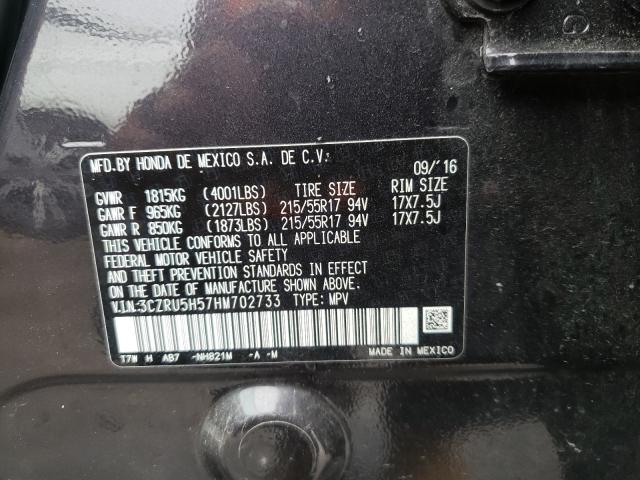 MFD.BY HONDA DE MEXICO S.A. DE C.V. 09/'16
GVWR 1815KG (4001LBS) TIRE SIZE RIM SIZE
GAWR F 965KG (2127LBS) 215/55R17 94V 17X7.5J
GAWR R 850KG (1873LBS) 215/55R17 94V 17X7.5J
THIS VEHICLE CONFORMS TO ALL APPLICABLE
FEDERAL MOTOR VEHICLE SAFETY
AND THEFT PREVENTION STANDARDS IN EFFECT
ON THE DATE OF MANUFACTURE SHOWN ABOVE.
V.I.N:3CZRU5H57HM702733 TYPE: MPV
T7W H AB7 -NH821M -A -M MADE IN MEXICO